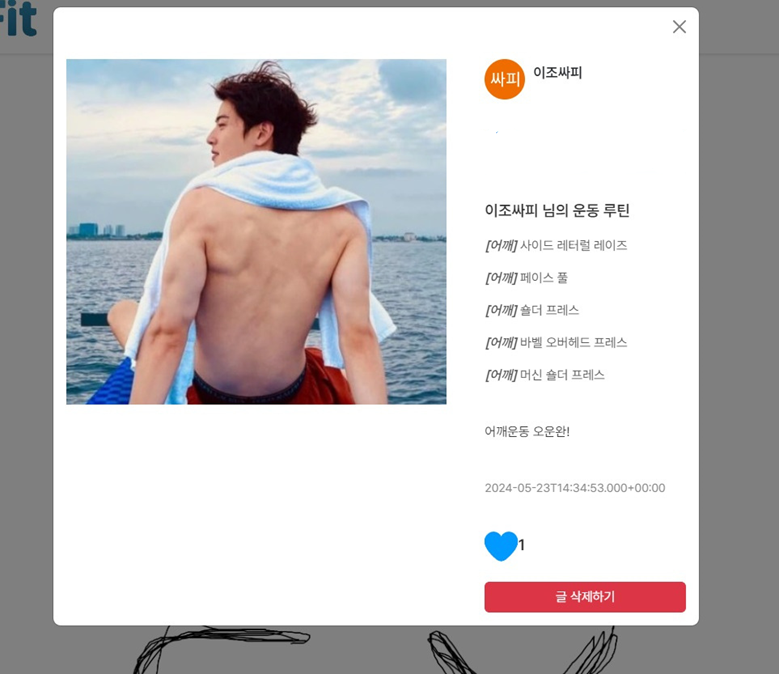 Fit
싸피 이조싸피
이조싸피 님의 운동 루틴
[어깨] 사이드 레터럴 레이즈
[어깨] 페이스 풀
[어깨] 숄더 프레스
[어깨] 바벨 오버헤드 프레스
[어깨] 머신 숄더 프레스
어깨운동 오운완!
2024-05-23T14:34:53.000+00:00
1
글 삭제하기